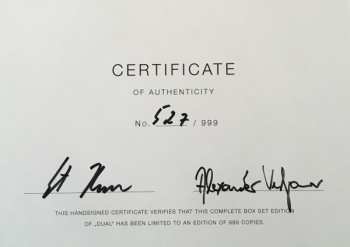 CERTIFICATE
OF AUTHENTICITY
No. 527 / 999
Alexander
THIS HANDSIGNED CERTIFICATE VERIFIES THAT THIS COMPLETE BOX SET EDITION
OF „DUAL“ HAS BEEN LIMITED TO AN EDITION OF 999 COPIES.